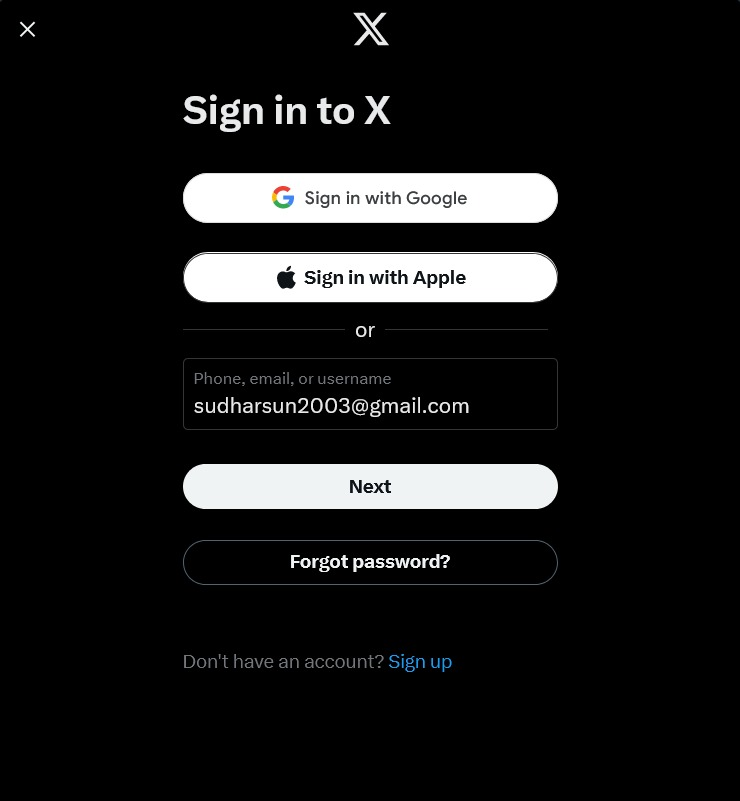 Sign in to X
Sign in with Google
Sign in with Apple
or
Phone, email, or username
sudharsun2003@gmail.com
Next
Forgot password?
Don't have an account? Sign up